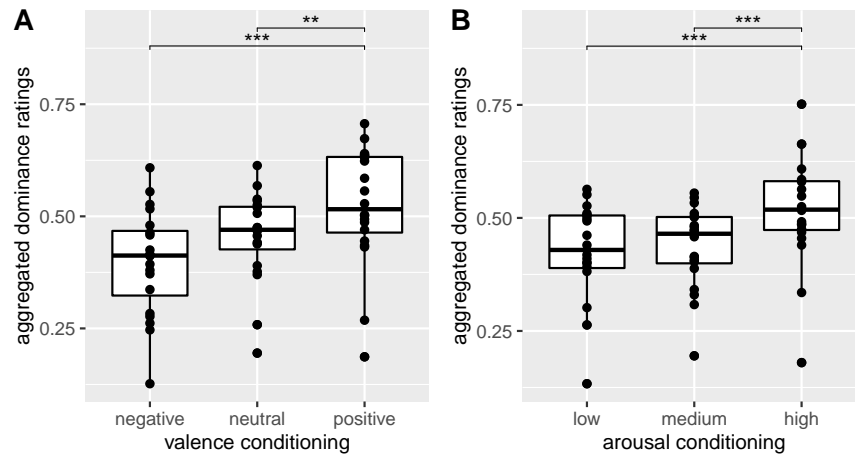 A
**
***
aggregated dominance ratings
0.75
0.50
0.25
negative neutral positive
valence conditioning
B
***
***
aggregated dominance ratings
0.75
0.50
0.25
low medium high
arousal conditioning